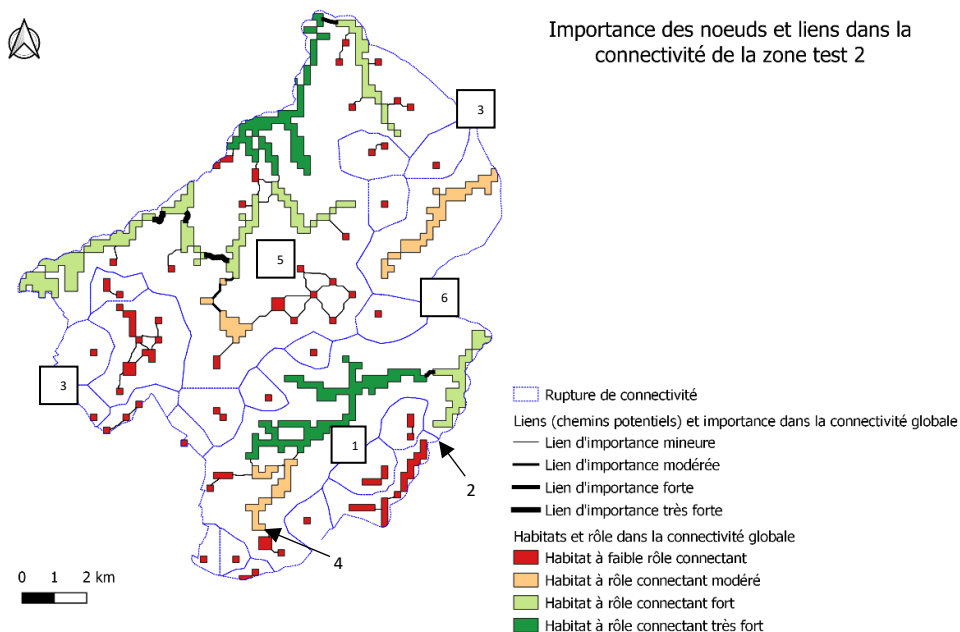 Importance des noeuds et liens dans la
connectivité de la zone test 2
3
5
6
3
1
2
4
0 1 2 km
Rupture de connectivité
Liens (chemins potentiels) et importance dans la connectivité globale
Lien d'importance mineure
Lien d'importance modérée
Lien d'importance forte
Lien d'importance très forte
Habitats et rôle dans la connectivité globale
Habitat à faible rôle connectant
Habitat à rôle connectant modéré
Habitat à rôle connectant fort
Habitat à rôle connectant très fort